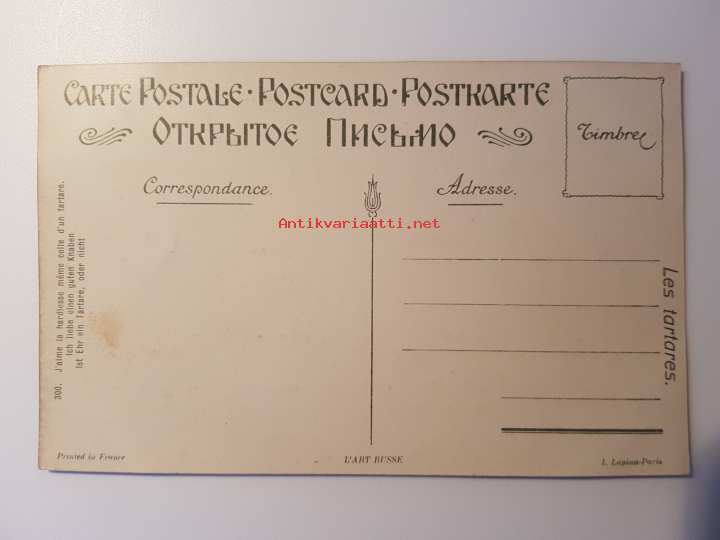 CARTE POSTALE · POSTCARD · POSTKARTE
ОТКРЫТОЕ ПИСЬМО
Timbre
Correspondance.
Adresse.
Antikvariaatti.net
300. J'aime la hardiesse même celle d'un tartare.
Ich liebe einen guten Knaben
Ist Ehr ein Tartare, oder nicht
Les tartares.
Printed in France
L'ART RUSSE
I. Lapina-Paris